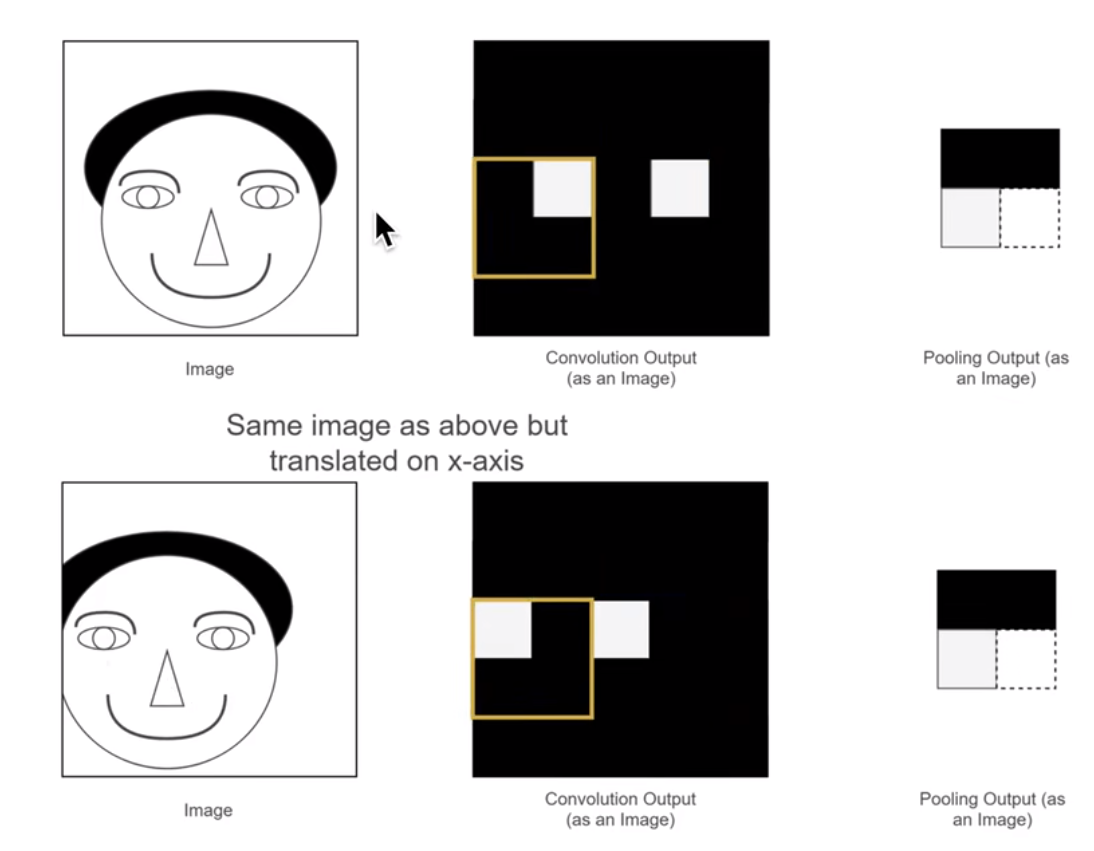 Image
Convolution Output
(as an Image)
Pooling Output (as
an Image)
Same image as above but
translated on x-axis
Image
Convolution Output
(as an Image)
Pooling Output (as
an Image)